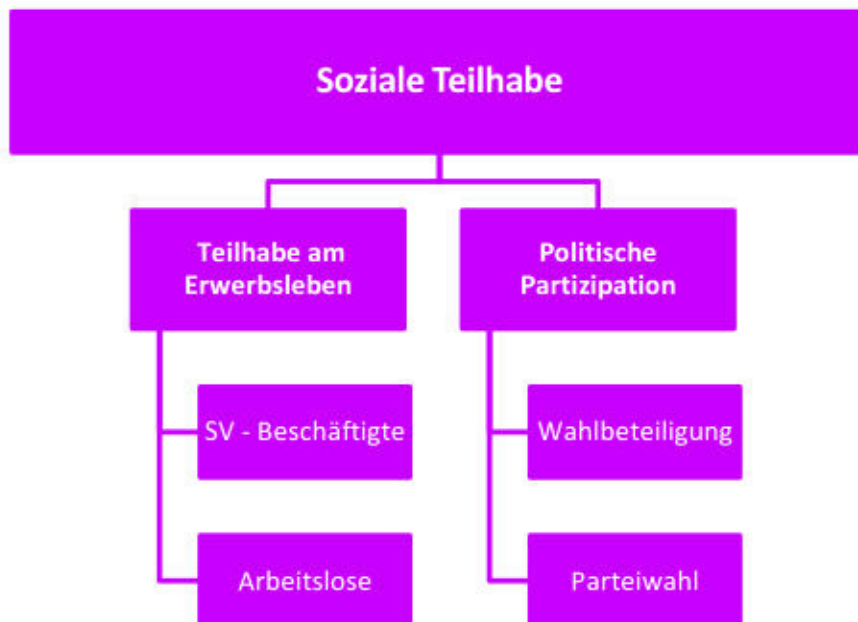 Soziale Teilhabe
Teilhabe am
Erwerbsleben
Politische
Partizipation
SV - Beschäftigte
Wahlbeteiligung
Arbeitslose
Parteiwahl